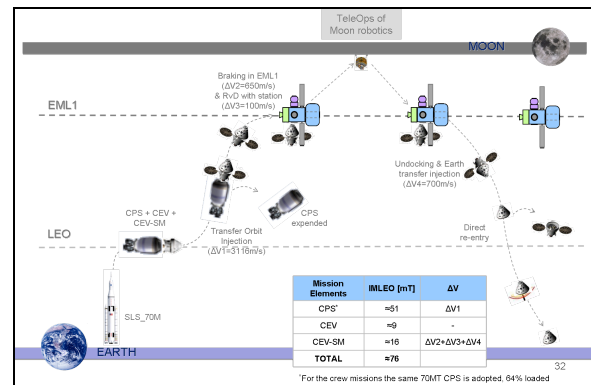 TeleOps of
Moon robotics
MOON
Braking in EML1
(ΔV2=650m/s)
& RvD with station
(ΔV3=100m/s)
EML1
Undocking & Earth
transfer injection
(ΔV4=700m/s)
CPS + CEV +
CEV-SM
CPS
expended
Transfer Orbit
Injection
(ΔV1=3116m/s)
Direct
re-entry
LEO
SLS_70M
Mission
Elements
IMLEO [mT]
ΔV
CPS*
≈51
ΔV1
CEV
≈9
-
CEV-SM
≈16
ΔV2+ΔV3+ΔV4
TOTAL
≈76
EARTH
32
*For the crew missions the same 70MT CPS is adopted, 64% loaded